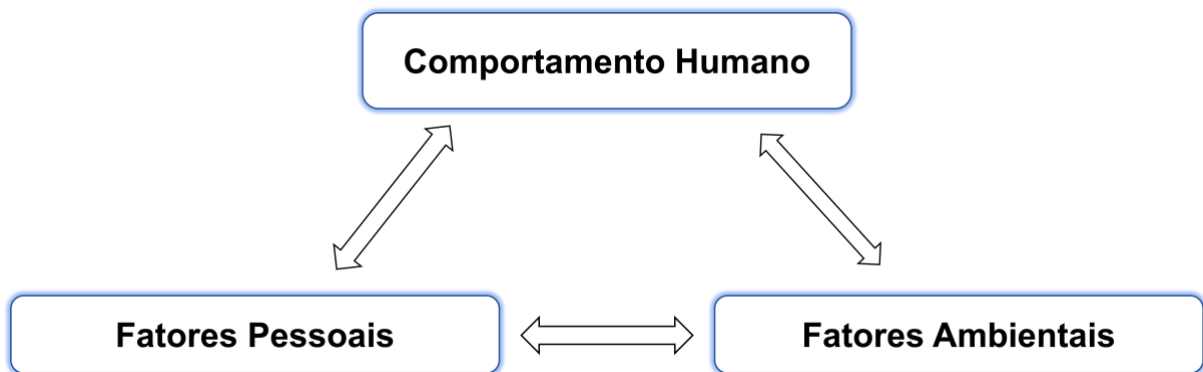 Comportamento Humano
Fatores Pessoais
Fatores Ambientais